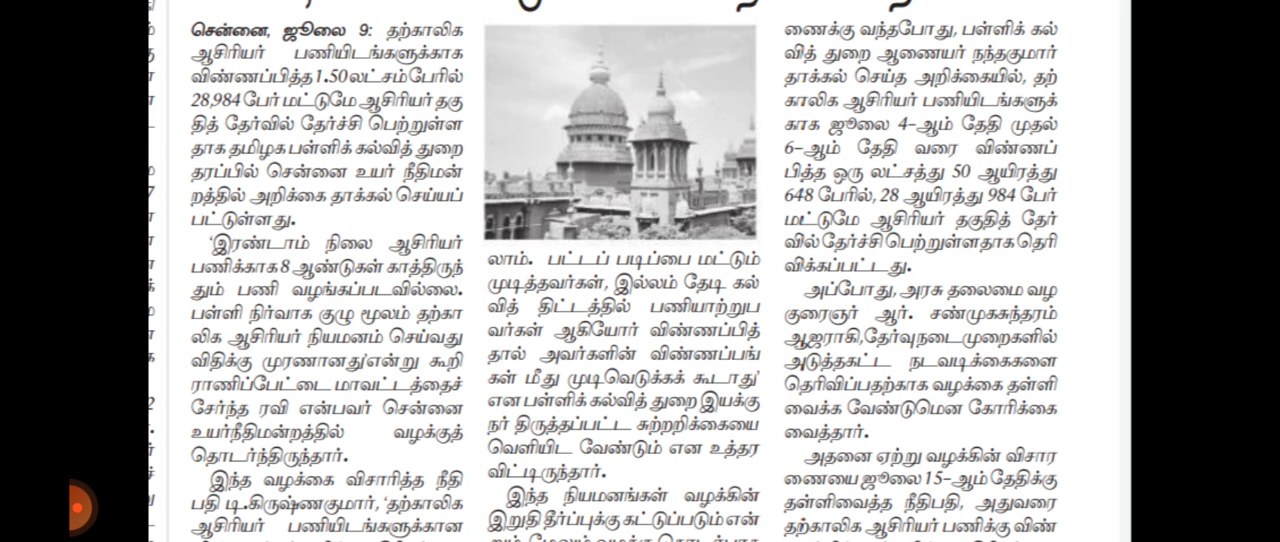 சென்னை, ஜூலை 9: தற்காலிக
ஆசிரியர் பணியிடங்களுக்காக
விண்ணப்பித்த 1.50 லட்சம் பேரில்
28,984 பேர் மட்டுமே ஆசிரியர் தகு
தித் தேர்வில் தேர்ச்சி பெற்றுள்ள
தாக தமிழக பள்ளிக் கல்வித் துறை
தரப்பில் சென்னை உயர் நீதிமன்
றத்தில் அறிக்கை தாக்கல் செய்யப்
பட்டுள்ளது.
'இரண்டாம் நிலை ஆசிரியர்
பணிக்காக 8 ஆண்டுகள் காத்திருந்
தும் பணி வழங்கப்படவில்லை.
பள்ளி நிர்வாக குழு மூலம் தற்கா
லிக ஆசிரியர் நியமனம் செய்வது
விதிக்கு முரணானது' என்று கூறி
ராணிப்பேட்டை மாவட்டத்தைச்
சேர்ந்த ரவி என்பவர் சென்னை
உயர்நீதிமன்றத்தில் வழக்குத்
தொடர்ந்திருந்தார்.
இந்த வழக்கை விசாரித்த நீதி
பதி டி.கிருஷ்ணகுமார், 'தற்காலிக
ஆசிரியர் பணியிடங்களுக்கான
லாம். பட்டப் படிப்பை மட்டும்
முடித்தவர்கள், இல்லம் தேடி கல்
வித் திட்டத்தில் பணியாற்றுப
வர்கள் ஆகியோர் விண்ணப்பித்
தால் அவர்களின் விண்ணப்பங்
கள் மீது முடிவெடுக்கக் கூடாது'
என பள்ளிக் கல்வித் துறை இயக்கு
நர் திருத்தப்பட்ட சுற்றறிக்கையை
வெளியிட வேண்டும் என உத்தர
விட்டிருந்தார்.
இந்த நியமனங்கள் வழக்கின்
இறுதி தீர்ப்புக்கு கட்டுப்படும் என்
ணைக்கு வந்தபோது, பள்ளிக் கல்
வித் துறை ஆணையர் நந்தகுமார்
தாக்கல் செய்த அறிக்கையில், தற்
காலிக ஆசிரியர் பணியிடங்களுக்
காக ஜூலை 4-ஆம் தேதி முதல்
6-ஆம் தேதி வரை விண்ணப்
பித்த ஒரு லட்சத்து 50 ஆயிரத்து
648 பேரில், 28 ஆயிரத்து 984 பேர்
மட்டுமே ஆசிரியர் தகுதித் தேர்
வில் தேர்ச்சி பெற்றுள்ளதாக தெரி
விக்கப்பட்டது.
அப்போது, அரசு தலைமை வழ
குரைஞர் ஆர். சண்முகசுந்தரம்
ஆஜராகி, தேர்வு நடைமுறைகளில்
அடுத்தகட்ட நடவடிக்கைகளை
தெரிவிப்பதற்காக வழக்கை தள்ளி
வைக்க வேண்டுமென கோரிக்கை
வைத்தார்.
அதனை ஏற்று வழக்கின் விசார
ணையை ஜூலை 15-ஆம் தேதிக்கு
தள்ளிவைத்த நீதிபதி, அதுவரை
தற்காலிக ஆசிரியர் பணிக்கு விண்